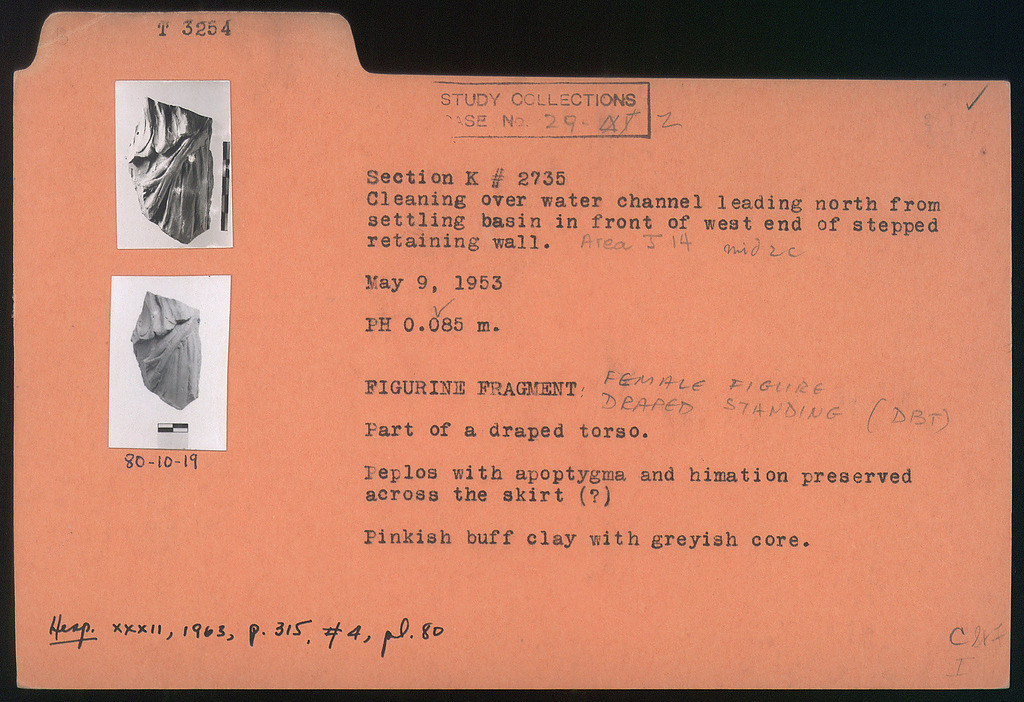 T 3254
STUDY COLLECTIONS
CASE No. 29- Z
Section K # 2735
Cleaning over water channel leading north from
settling basin in front of west end of stepped
retaining wall. Area J 14 mid 2c
May 9, 1953
PH 0.085 m.
FIGURINE FRAGMENT: FEMALE FIGURE
DRAPED STANDING (DBT)
Part of a draped torso.
Peplos with apoptygma and himation preserved
across the skirt (?)
Pinkish buff clay with greyish core.
80-10-19
Hesp. XXXII, 1963, p. 315, #4, pl. 80
C
I